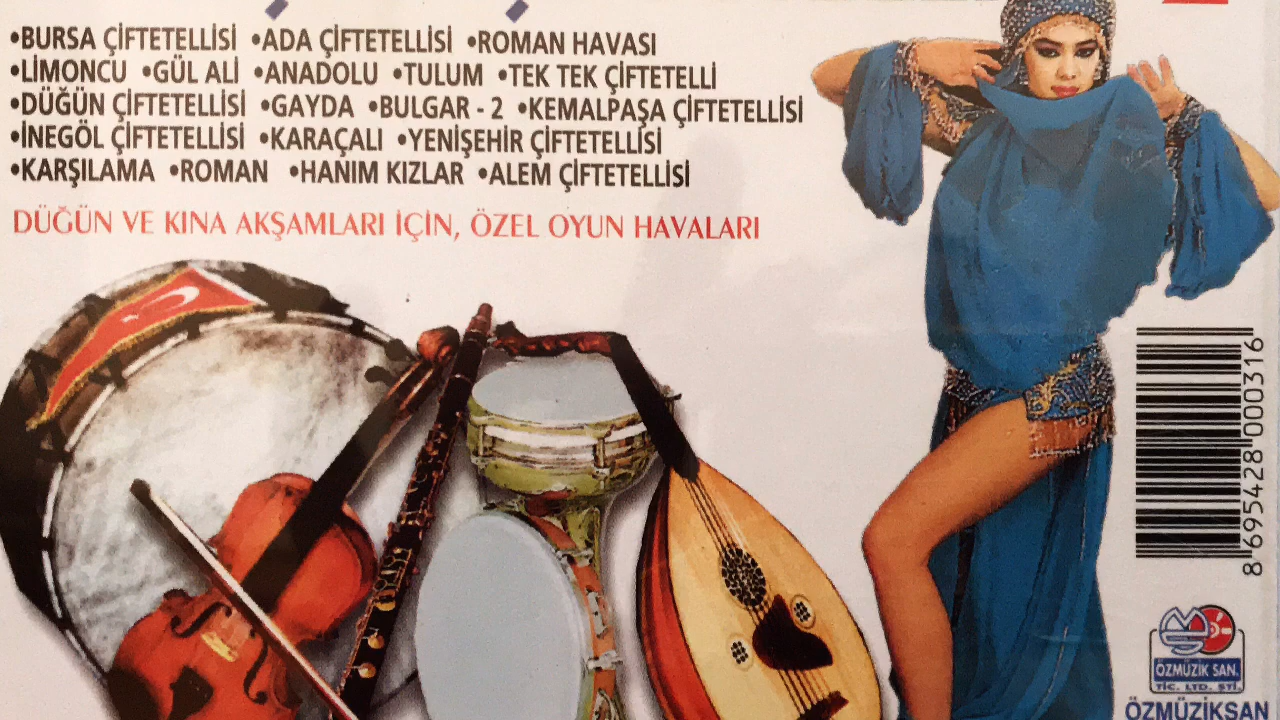 •BURSA ÇİFTETELLİSİ •ADA ÇİFTETELLİSİ •ROMAN HAVASI
•LİMONCU •GÜL ALİ •ANADOLU •TULUM •TEK TEK ÇİFTETELLİ
•DÜĞÜN ÇİFTETELLİSİ •GAYDA •BULGAR - 2 •KEMALPAŞA ÇİFTETELLİSİ
•İNEGÖL ÇİFTETELLİSİ •KARAÇALI •YENİŞEHİR ÇİFTETELLİSİ
•KARŞILAMA •ROMAN •HANIM KIZLAR •ALEM ÇİFTETELLİSİ
DÜĞÜN VE KINA AKŞAMLARI İÇİN, ÖZEL OYUN HAVALARI
8 695428 000316
ÖZMÜZİK SAN.
TİC. LTD. ŞTİ.
ÖZMÜZİKSAN